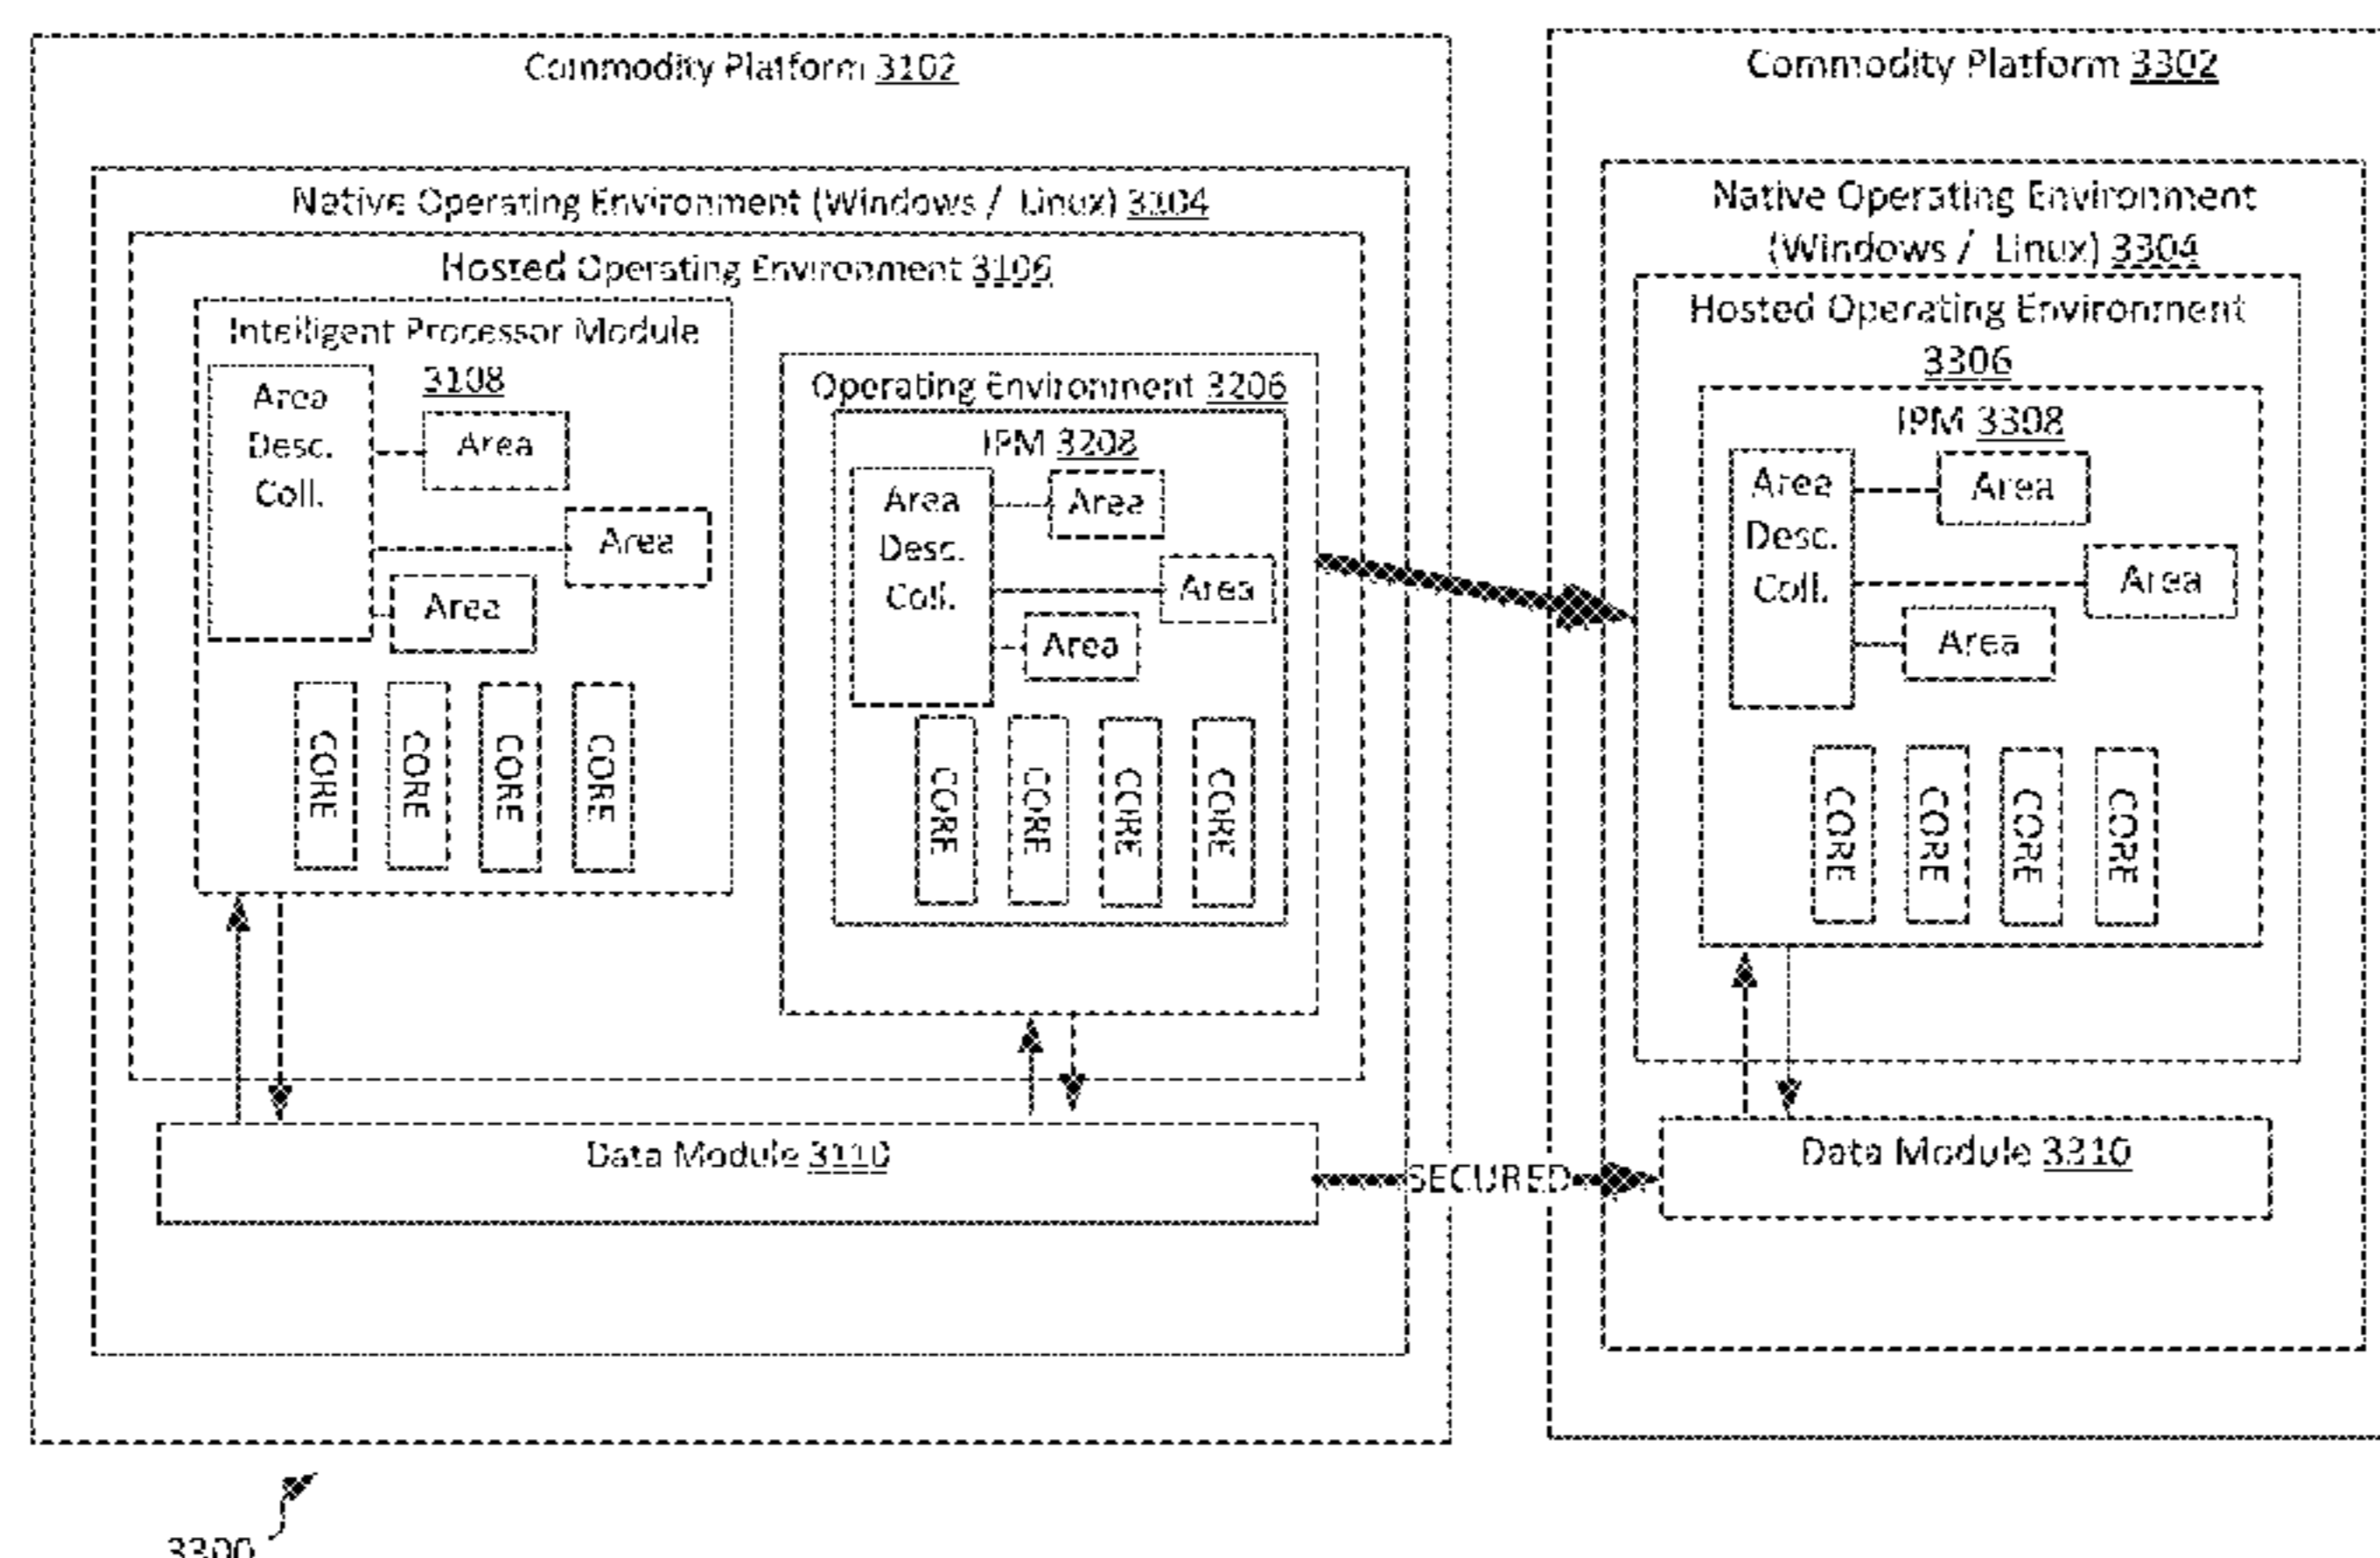 Commodity Platform 3102
Native Operating Environment (Windows / Linux) 3104
Hosted Operating Environment 3106
Intelligent Processor Module
3108
Area
Desc.
Coll.
Area
Area
Area
CORE
CORE
CORE
CORE
Operating Environment 3206
IPM 3208
Area
Desc.
Coll.
Area
Area
Area
CORE
CORE
CORE
CORE
Data Module 3110
SECURED
Commodity Platform 3302
Native Operating Environment
(Windows / Linux) 3304
Hosted Operating Environment
3306
IPM 3308
Area
Desc.
Coll.
Area
Area
Area
CORE
CORE
CORE
CORE
Data Module 3310
3300